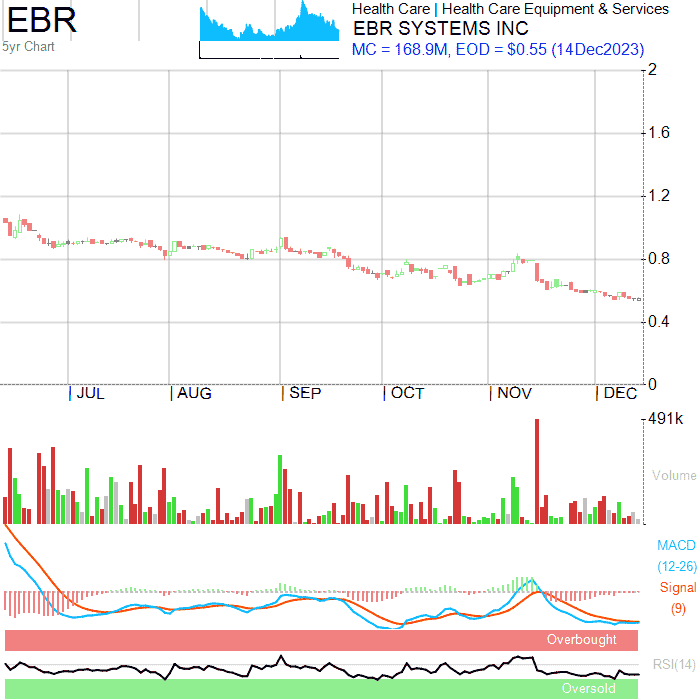 EBR
5yr Chart
Health Care | Health Care Equipment & Services
EBR SYSTEMS INC
MC = 168.9M, EOD = $0.55 (14Dec2023)
2
1.6
1.2
0.8
0.4
0
JUL AUG SEP OCT NOV DEC
491k
Volume
MACD
(12-26)
Signal
(9)
Overbought
RSI(14)
Oversold